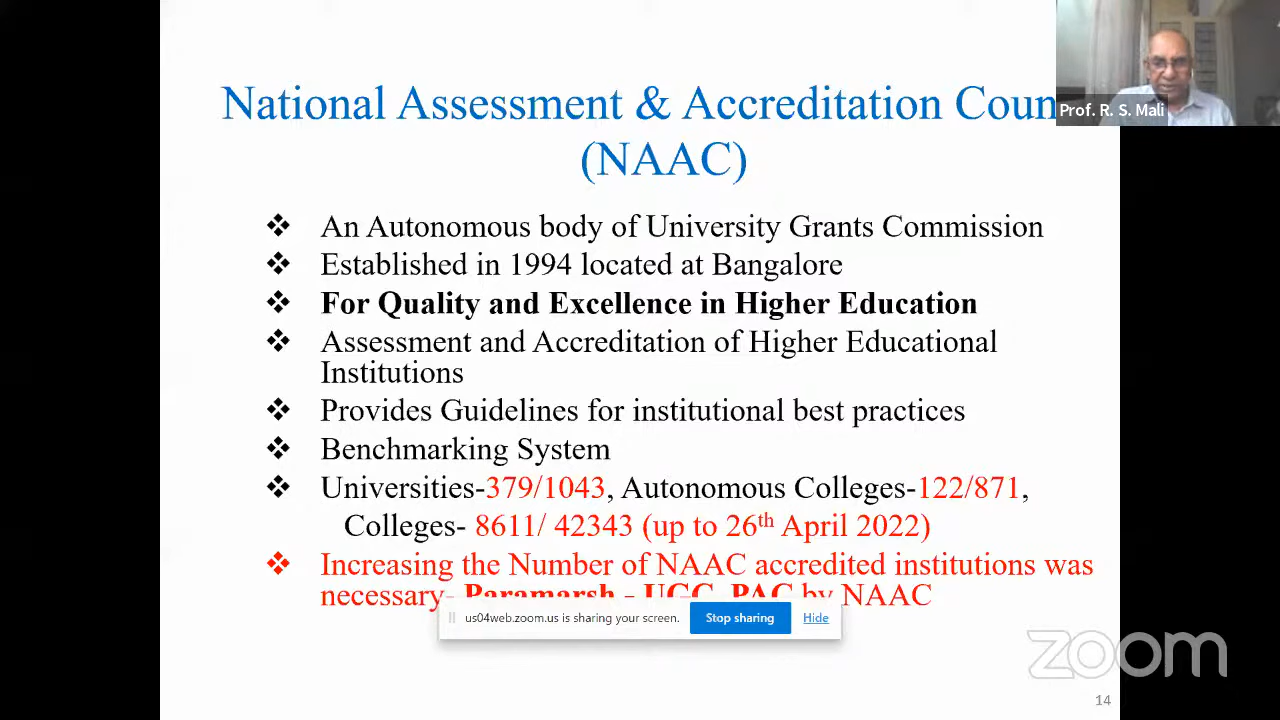 National Assessment & Accreditation Coun
(NAAC)
Prof. R. S. Mali
❖ An Autonomous body of University Grants Commission
❖ Established in 1994 located at Bangalore
❖ For Quality and Excellence in Higher Education
❖ Assessment and Accreditation of Higher Educational
Institutions
❖ Provides Guidelines for institutional best practices
❖ Benchmarking System
❖ Universities-379/1043, Autonomous Colleges-122/871,
Colleges- 8611/ 42343 (up to 26th April 2022)
❖ Increasing the Number of NAAC accredited institutions was
necessary- Paramarsh - UGC, PAC by NAAC
us04web.zoom.us is sharing your screen. Stop sharing Hide
zoom
14